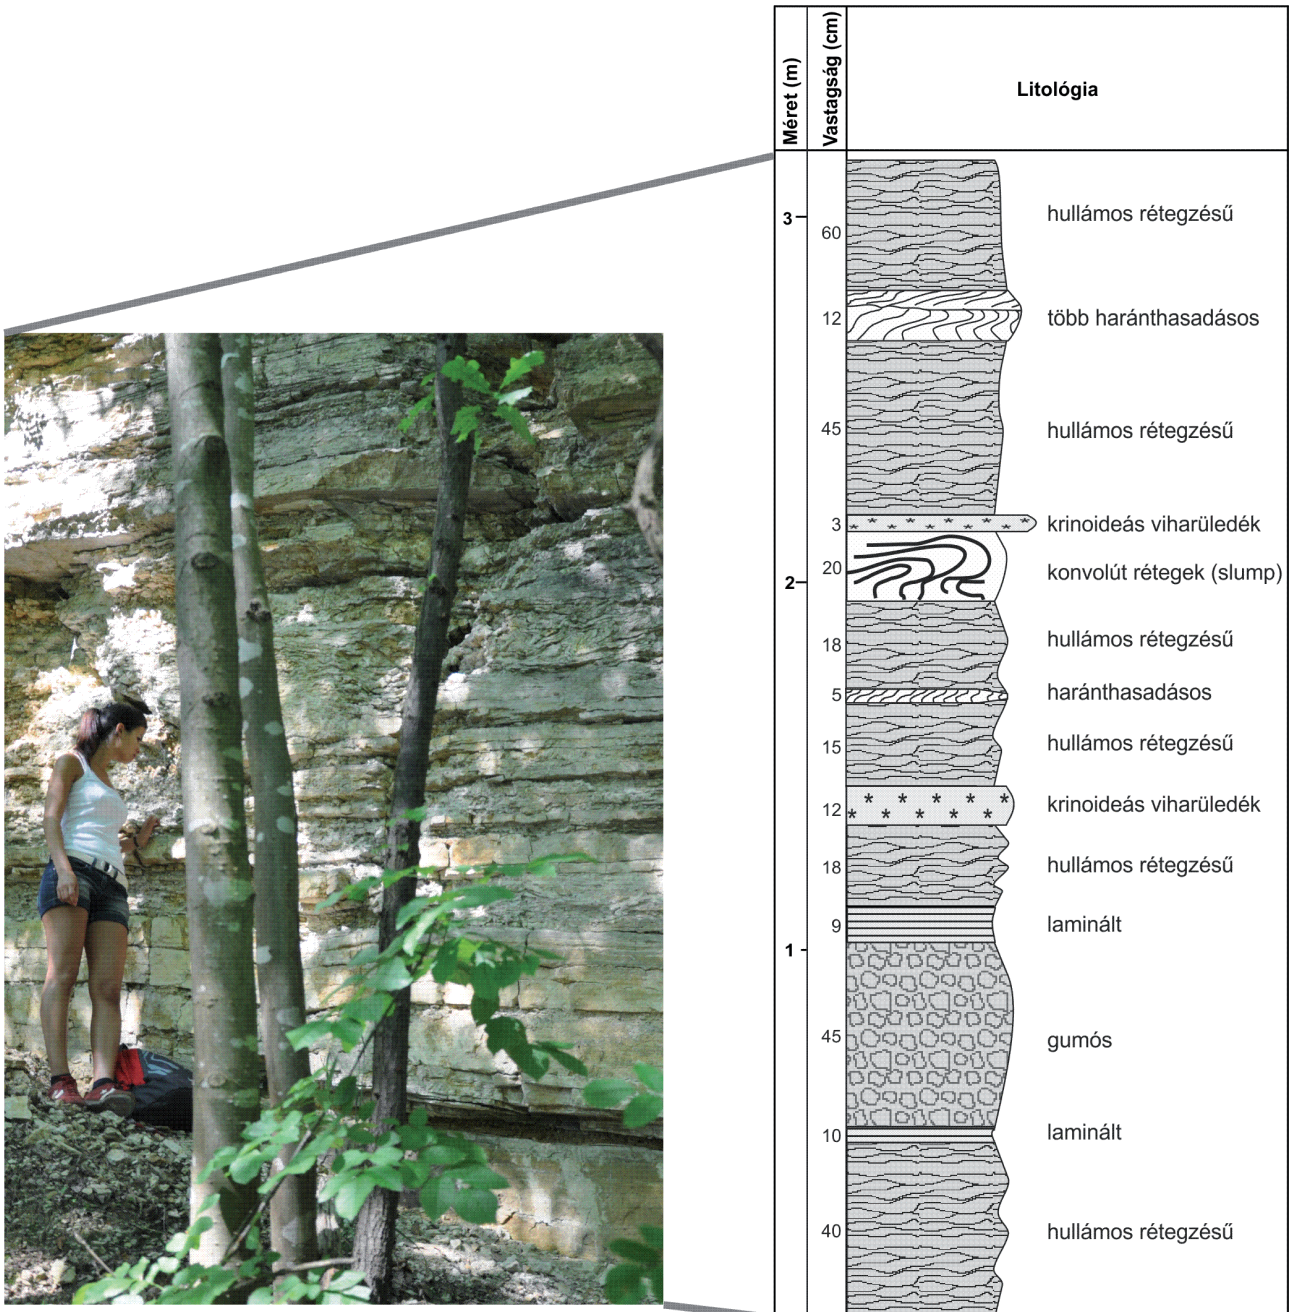 Méret (m)
Vastagság (cm)
Litológia
hullámos rétegzésű
3
60
12
több haránthasadásos
45
hullámos rétegzésű
3
krinoideás viharüledék
20
konvolút rétegek (slump)
2
18
hullámos rétegzésű
5
haránthasadásos
15
hullámos rétegzésű
12
krinoideás viharüledék
18
hullámos rétegzésű
9
laminált
1
45
gumós
10
laminált
40
hullámos rétegzésű